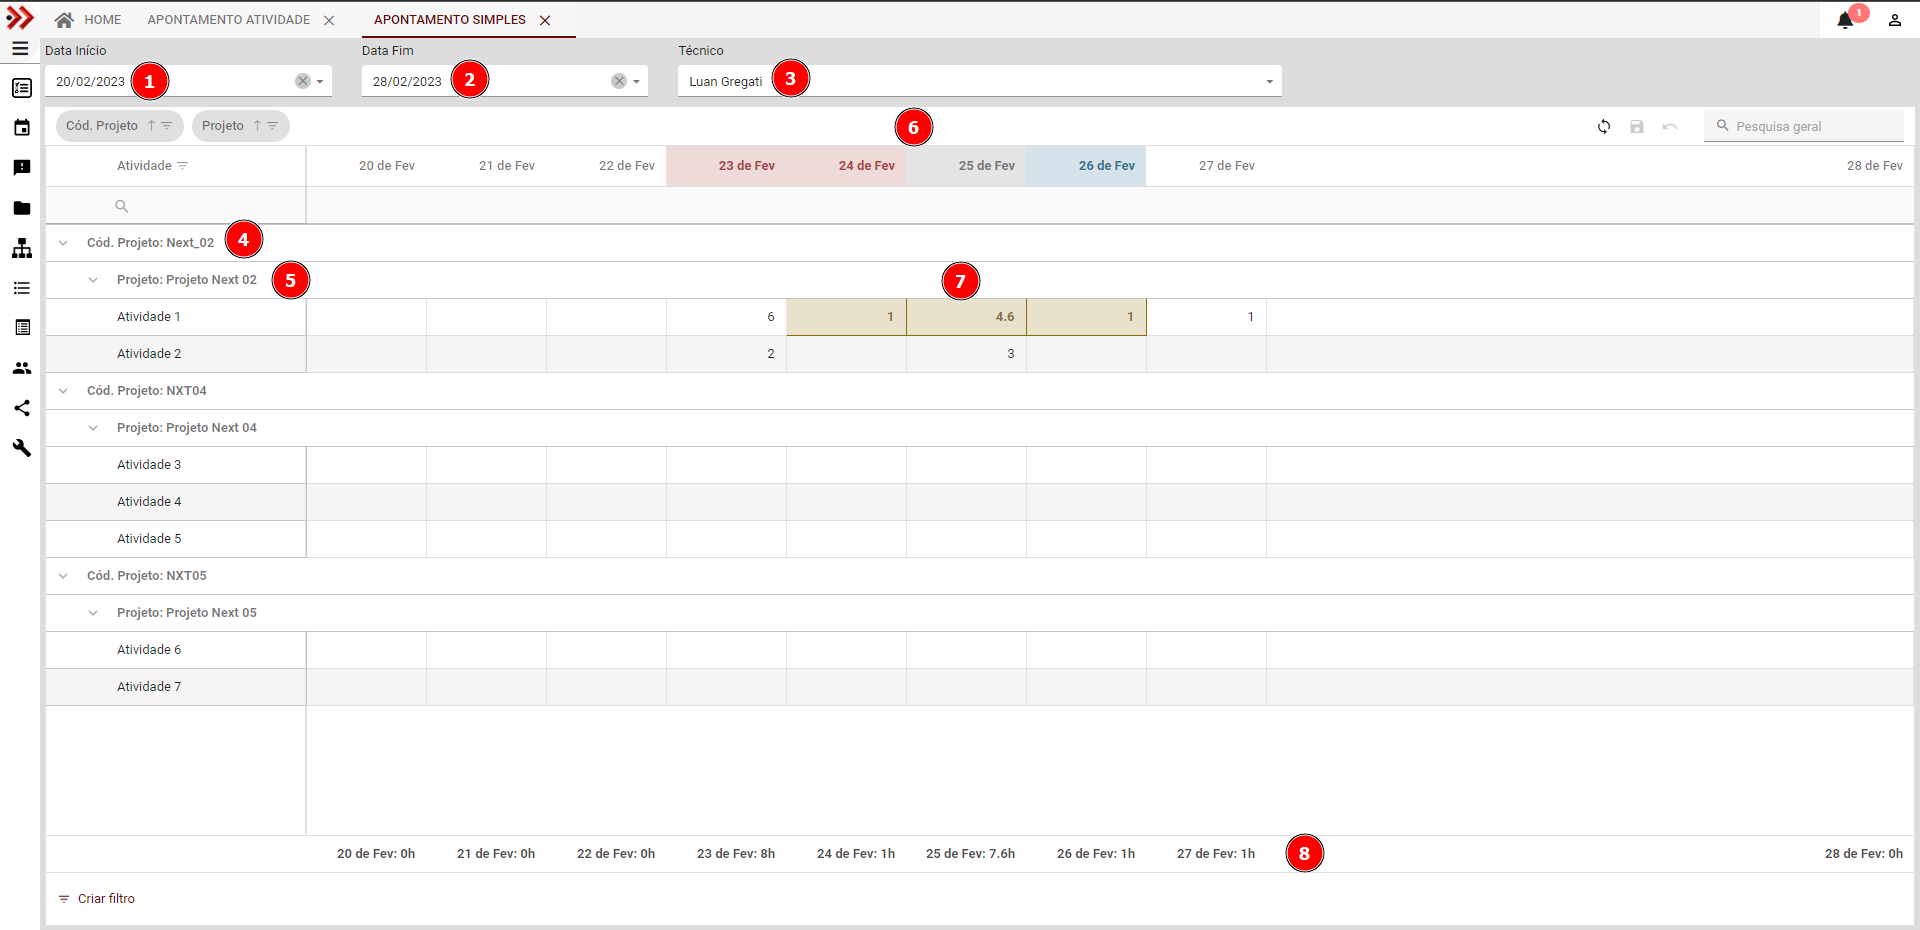 HOME APONTAMENTO ATIVIDADE APONTAMENTO SIMPLES 1
Data Início Data Fim Técnico
20/02/2023 1 28/02/2023 2 Luan Gregati 3
Cód. Projeto Projeto 6 Pesquisa geral
Atividade 20 de Fev 21 de Fev 22 de Fev 23 de Fev 24 de Fev 25 de Fev 26 de Fev 27 de Fev 28 de Fev
Cód. Projeto: Next_02 4
Projeto: Projeto Next 02 5 7
Atividade 1 6 1 4.6 1 1
Atividade 2 2 3
Cód. Projeto: NXT04
Projeto: Projeto Next 04
Atividade 3
Atividade 4
Atividade 5
Cód. Projeto: NXT05
Projeto: Projeto Next 05
Atividade 6
Atividade 7
20 de Fev: 0h 21 de Fev: 0h 22 de Fev: 0h 23 de Fev: 8h 24 de Fev: 1h 25 de Fev: 7.6h 26 de Fev: 1h 27 de Fev: 1h 8 28 de Fev: 0h
Criar filtro